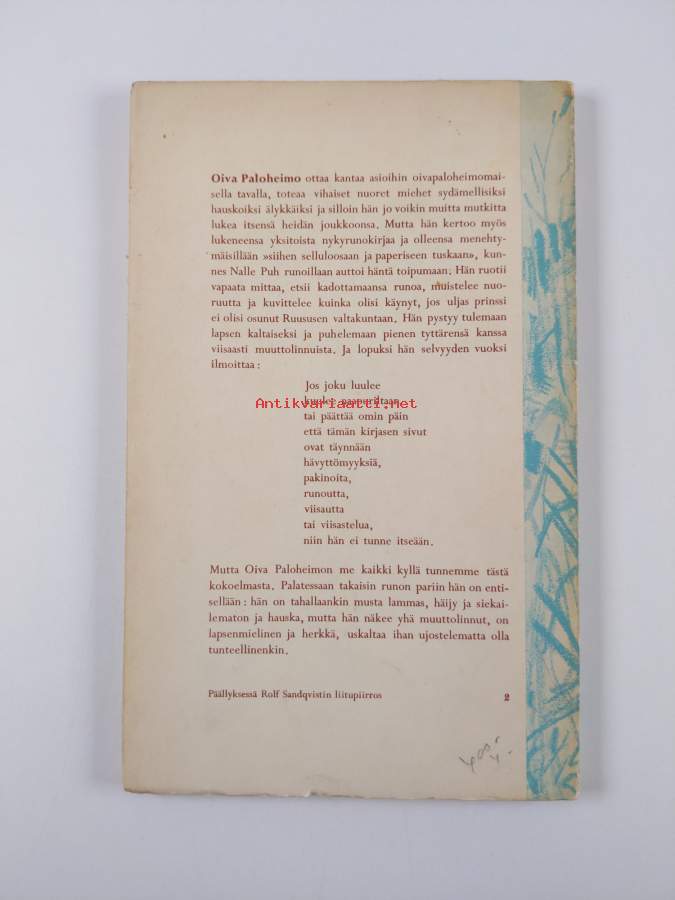 Oiva Paloheimo ottaa kantaa asioihin oivapaloheimomai-
sella tavalla, toteaa vihaiset nuoret miehet sydämellisiksi
hauskoiksi älykkäiksi ja silloin hän jo voikin muitta mutkitta
lukea itsensä heidän joukkoonsa. Mutta hän kertoo myös
lukeneensa yksitoista nykyrunokirjaa ja olleensa menehty-
mäisillään »siihen selluloosaan ja paperiseen tuskaan», kun-
nes Nalle Puh runoillaan auttoi häntä toipumaan. Hän ruotii
vapaata mittaa, etsii kadottamaansa runoa, muistelee nuo-
ruutta ja kuvittelee kuinka olisi käynyt, jos uljas prinssi
ei olisi osunut Ruususen valtakuntaan. Hän pystyy tulemaan
lapsen kaltaiseksi ja puhelemaan pienen tyttärensä kanssa
viisaasti muuttolinnuista. Ja lopuksi hän selvyyden vuoksi
ilmoittaa:
Jos joku luulee
kuulee naapuriltaan
Antikvariaatti.net
tai päättää omin päin
että tämän kirjasen sivut
ovat täynnään
hävyttömyyksiä,
pakinoita,
runoutta,
viisautta
tai viisastelua,
niin hän ei tunne itseään.
Mutta Oiva Paloheimon me kaikki kyllä tunnemme tästä
kokoelmasta. Palatessaan takaisin runon pariin hän on enti-
sellään: hän on tahallaankin musta lammas, häijy ja siekai-
lematon ja hauska, mutta hän näkee yhä muuttolinnut, on
lapsenmielinen ja herkkä, uskaltaa ihan ujostelematta olla
tunteellinenkin.
Päällyksessä Rolf Sandqvistin liitupiirros
2